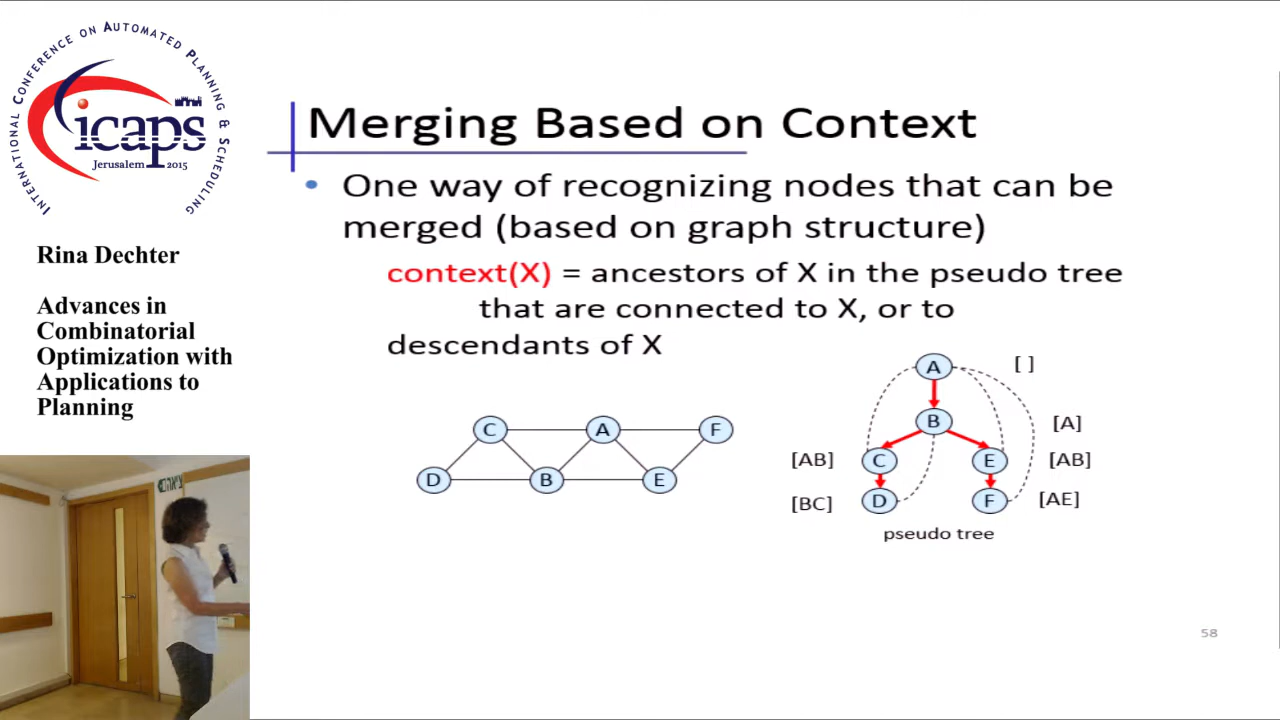 INTERNATIONAL CONFERENCE ON AUTOMATED PLANNING & SCHEDULING
icaps
Jerusalem 2015
Rina Dechter
Advances in
Combinatorial
Optimization with
Applications to
Planning
Merging Based on Context
• One way of recognizing nodes that can be
merged (based on graph structure)
context(X) = ancestors of X in the pseudo tree
that are connected to X, or to
descendants of X
C A F
D B E
A [ ]
B [A]
[AB] C E [AB]
[BC] D F [AE]
pseudo tree
58